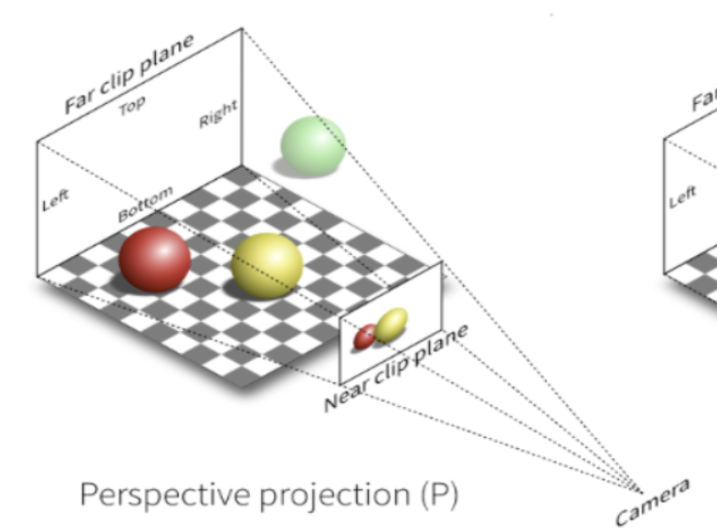 Far clip plane
Top
Right
Left
Bottom
Near clip plane
Camera
Perspective projection (P)
Left